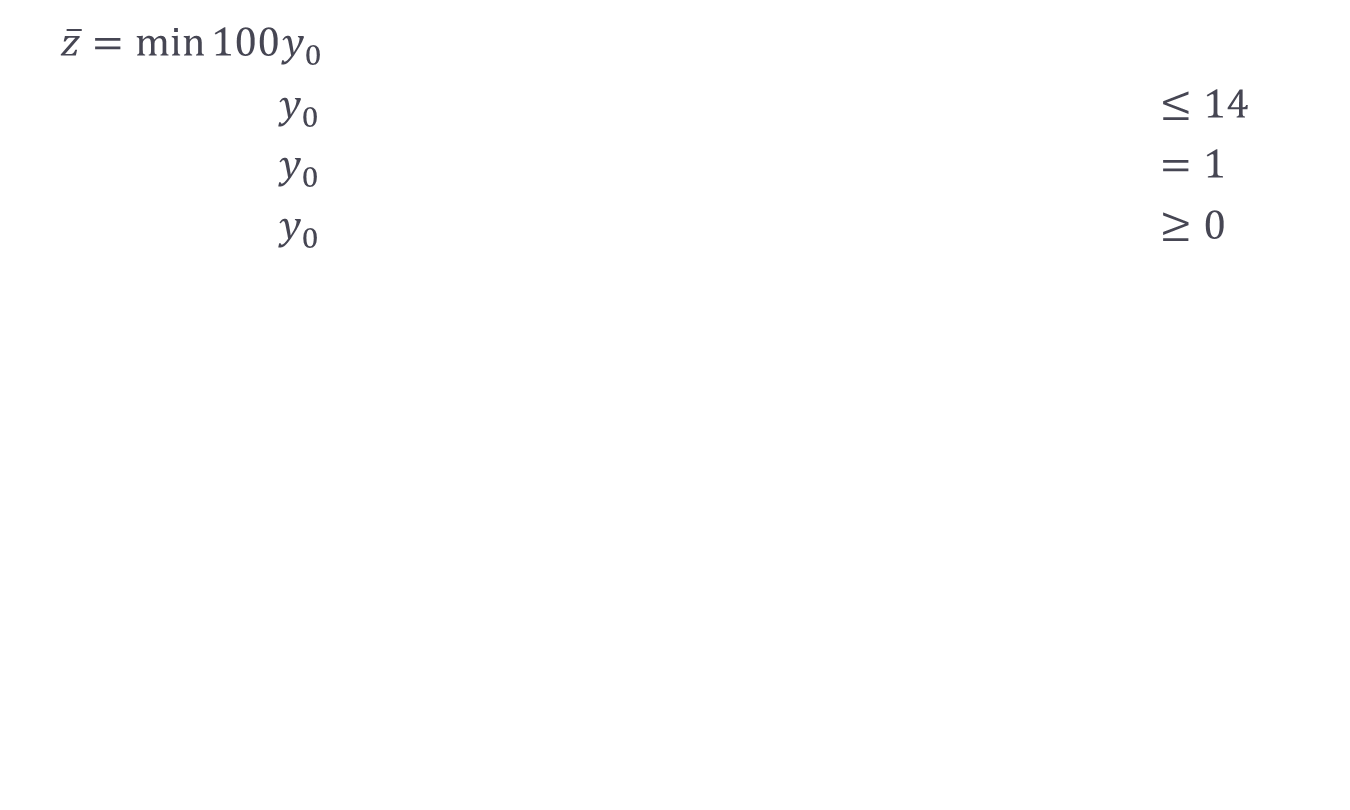 z̄ = min 100y₀
y₀ ≤ 14
y₀ = 1
y₀ ≥ 0